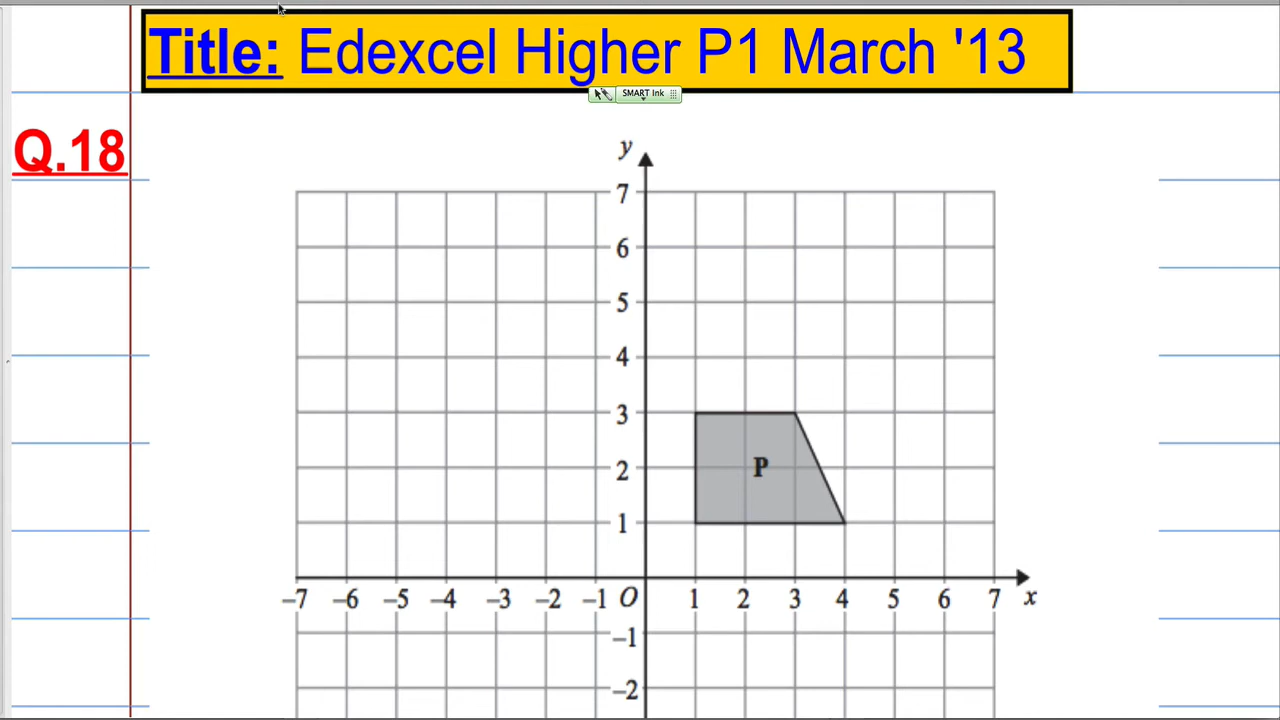 Title: Edexcel Higher P1 March '13
SMART Ink
Q.18
y
7
6
5
4
3
P
2
1
–7 –6 –5 –4 –3 –2 –1 O 1 2 3 4 5 6 7 x
–1
–2